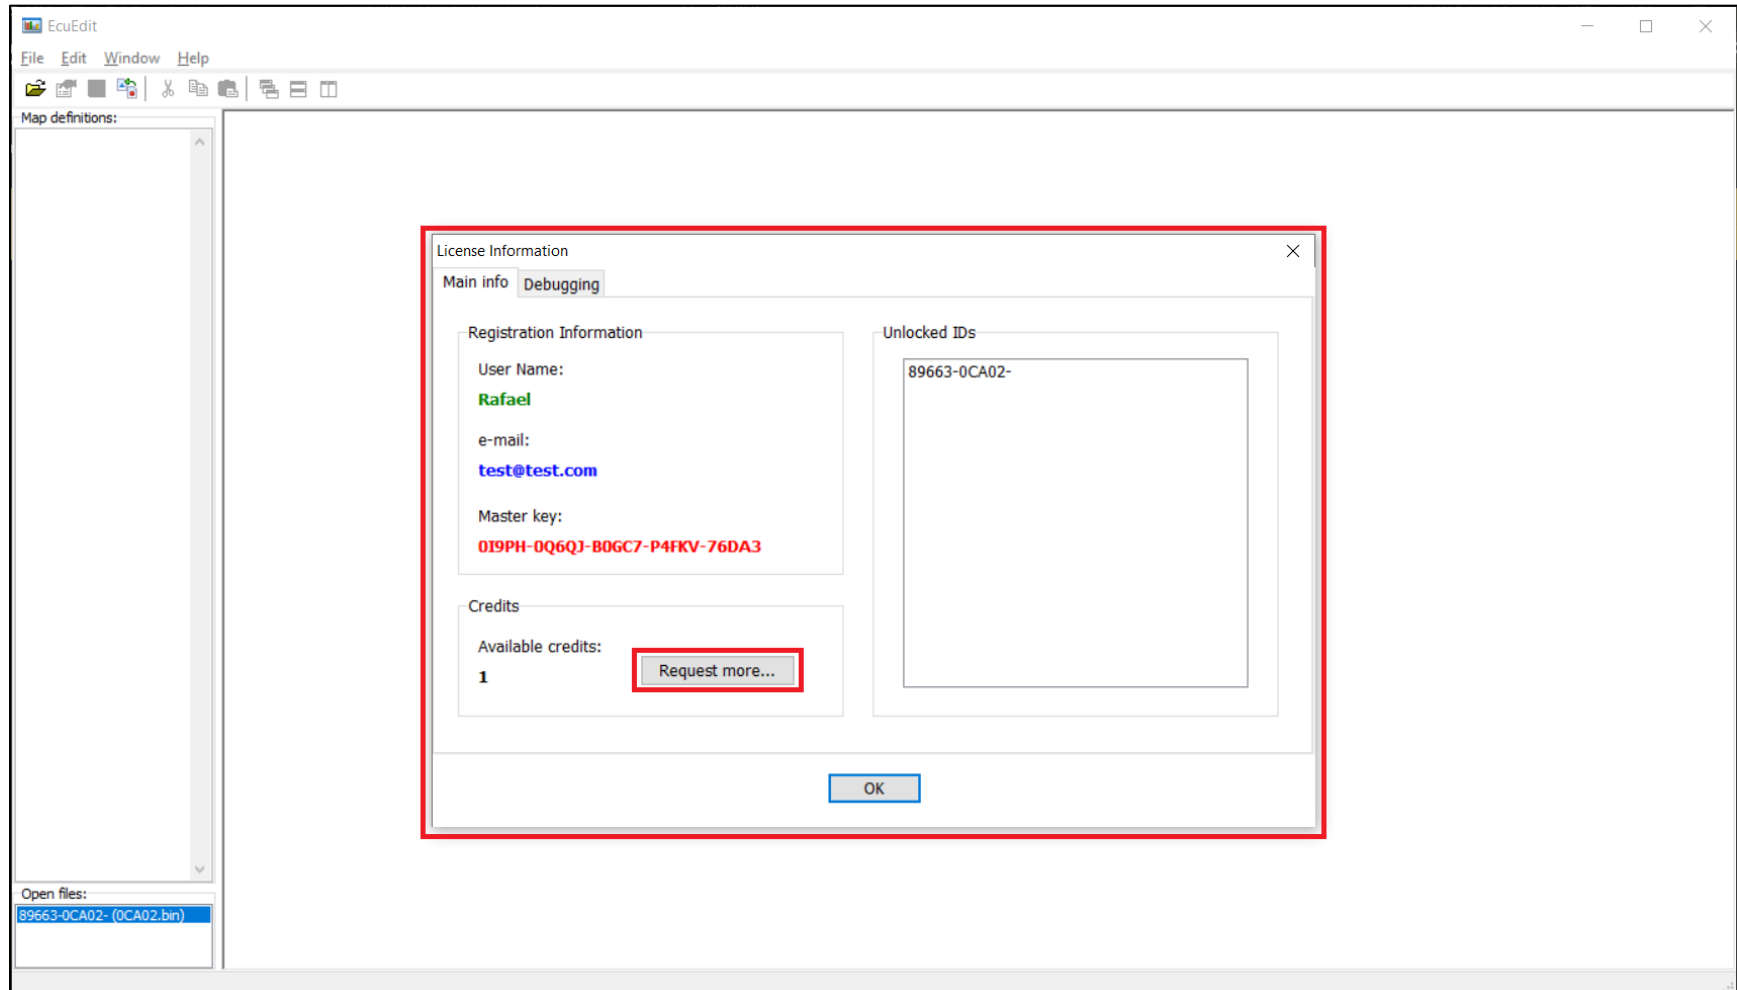 EcuEdit
File Edit Window Help
Map definitions:
License Information
Main info Debugging
Registration Information
User Name:
Rafael
e-mail:
test@test.com
Master key:
0I9PH-0Q6QJ-B0GC7-P4FKV-76DA3
Credits
Available credits:
1
Request more...
Unlocked IDs
89663-0CA02-
OK
Open files:
89663-0CA02- (0CA02.bin)